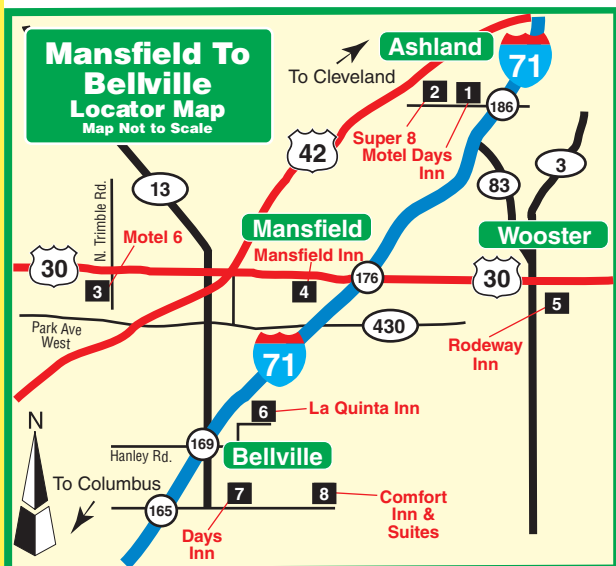 Mansfield To
Bellville
Locator Map
Map Not to Scale
To Cleveland
Ashland
71
2
1
186
Super 8
Motel Days
Inn
42
3
83
13
N. Trimble Rd.
Motel 6
Mansfield
Mansfield Inn
Wooster
30
3
4
176
30
5
Park Ave
West
430
Rodeway
Inn
71
6
La Quinta Inn
169
Hanley Rd.
Bellville
N
To Columbus
7
8
165
Days
Inn
Comfort
Inn &
Suites